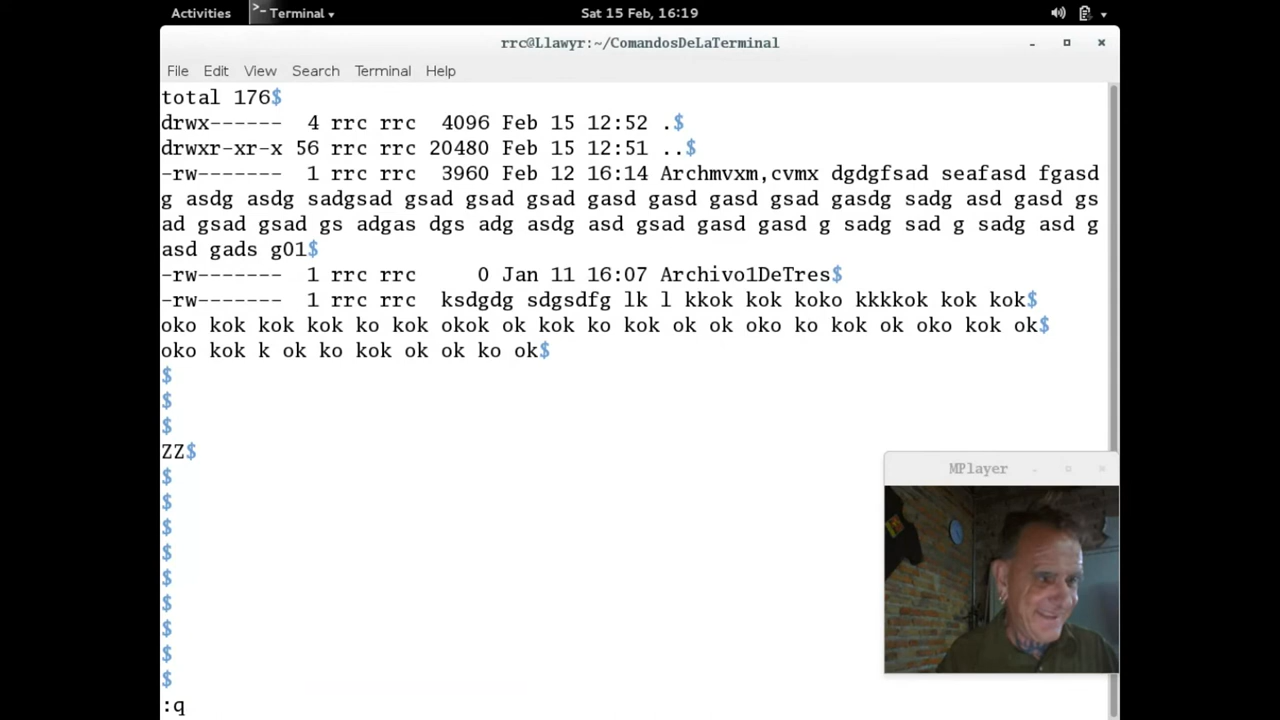 Activities >_ Terminal Sat 15 Feb, 16:19
rrc@Llawyr:~/ComandosDeLaTerminal
File Edit View Search Terminal Help
total 176$
drwx------ 4 rrc rrc 4096 Feb 15 12:52 .$
drwxr-xr-x 56 rrc rrc 20480 Feb 15 12:51 ..$
-rw------- 1 rrc rrc 3960 Feb 12 16:14 Archmvxm,cvmx dgdgfsad seafasd fgasd
g asdg asdg sadgsad gsad gsad gsad gasd gasd gasd gsad gasdg sadg asd gasd gs
ad gsad gsad gs adgas dgs adg asdg asd gsad gasd gasd g sadg sad g sadg asd g
asd gads g01$
-rw------- 1 rrc rrc 0 Jan 11 16:07 Archivo1DeTres$
-rw------- 1 rrc rrc ksdgdg sdgsdfg lk l kkok kok koko kkkkok kok kok$
oko kok kok kok ko kok okok ok kok ko kok ok ok oko ko kok ok oko kok ok$
oko kok k ok ko kok ok ok ko ok$
$
$
$
ZZ$
$
$
$
$
$
$
$
$
$
:q
MPlayer